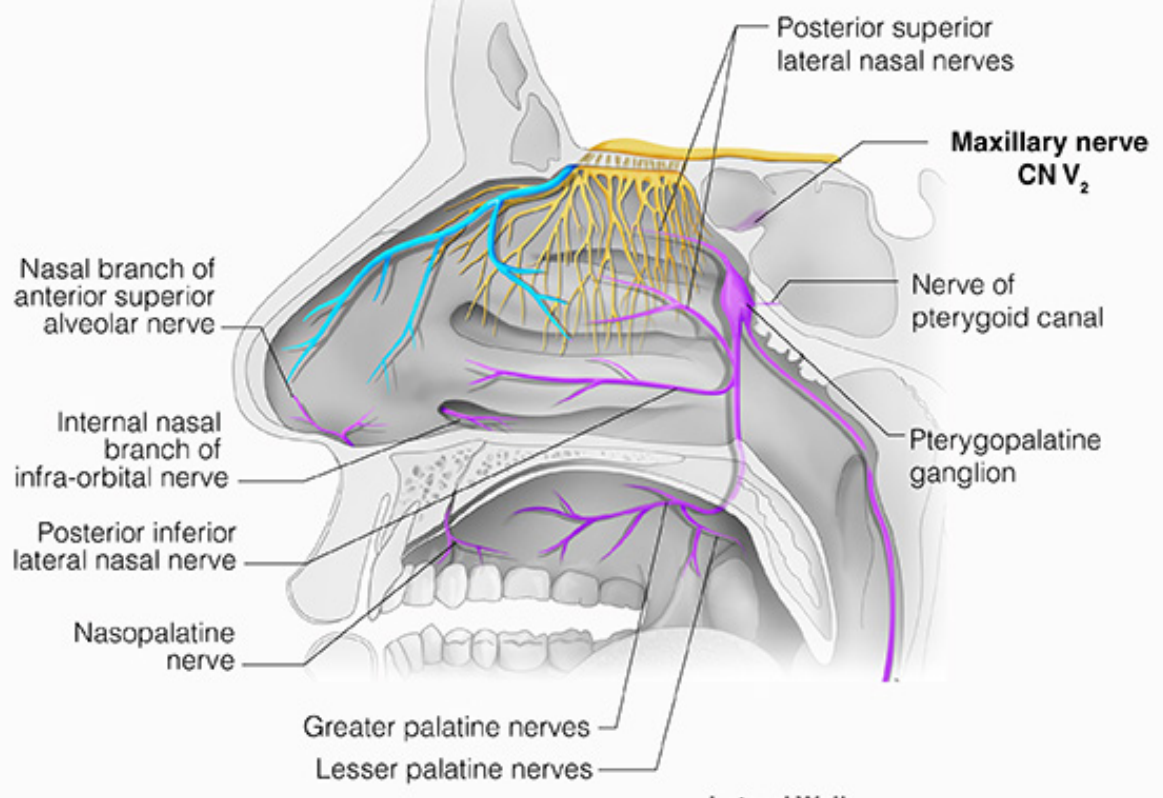 Posterior superior
lateral nasal nerves
Maxillary nerve
CN V₂
Nasal branch of
anterior superior
alveolar nerve
Nerve of
pterygoid canal
Internal nasal
branch of
infra-orbital nerve
Pterygopalatine
ganglion
Posterior inferior
lateral nasal nerve
Nasopalatine
nerve
Greater palatine nerves
Lesser palatine nerves